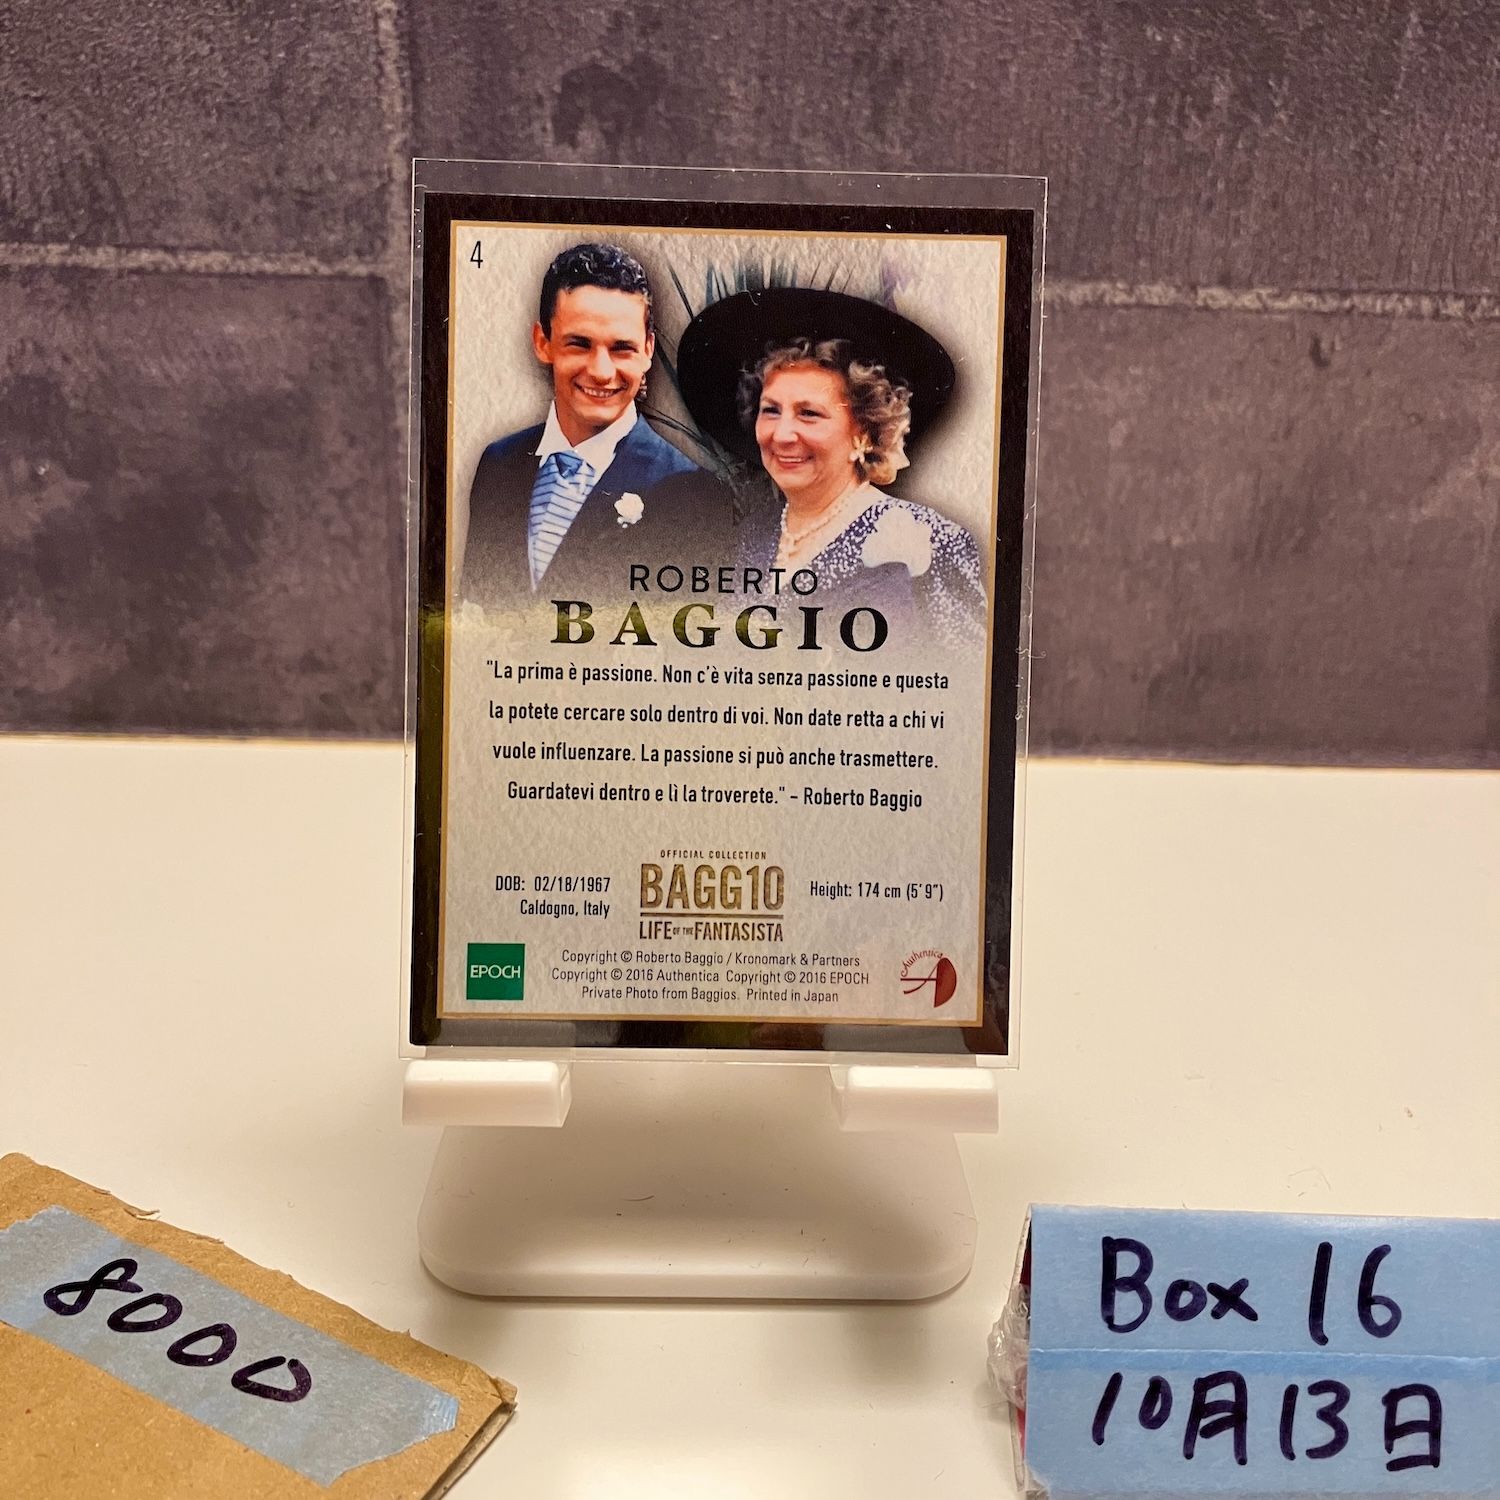 4
ROBERTO
BAGGIO
"La prima è passione. Non c'è vita senza passione e questa
la potete cercare solo dentro di voi. Non date retta a chi vi
vuole influenzare. La passione si può anche trasmettere.
Guardatevi dentro e lì la troverete." – Roberto Baggio
OFFICIAL COLLECTION
BAGG10
LIFE OF THE FANTASISTA
DOB: 02/18/1967
Caldogno, Italy
Height: 174 cm (5'9")
EPOCH
Copyright © Roberto Baggio / Kronomark & Partners
Copyright © 2016 Authentica Copyright © 2016 EPOCH
Private Photo from Baggios. Printed in Japan
Authentica
8000
Box 16
10月13日